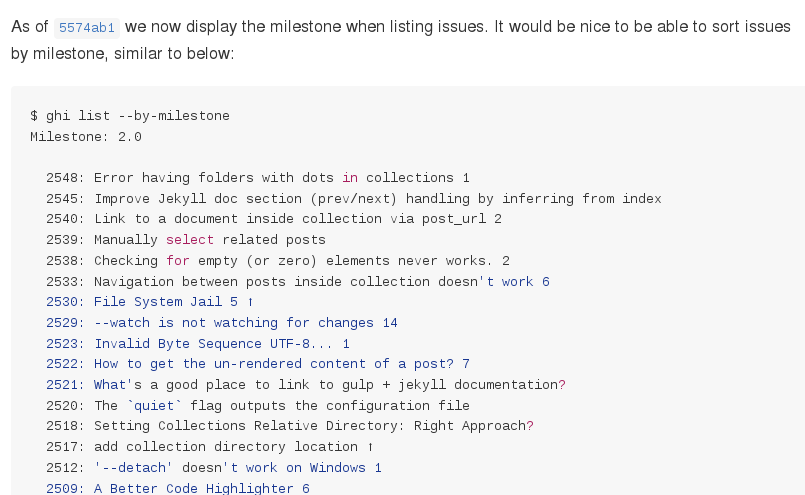 As of 5574ab1 we now display the milestone when listing issues. It would be nice to be able to sort issues
by milestone, similar to below:
$ ghi list --by-milestone
Milestone: 2.0
2548: Error having folders with dots in collections 1
2545: Improve Jekyll doc section (prev/next) handling by inferring from index
2540: Link to a document inside collection via post_url 2
2539: Manually select related posts
2538: Checking for empty (or zero) elements never works. 2
2533: Navigation between posts inside collection doesn't work 6
2530: File System Jail 5 ↑
2529: --watch is not watching for changes 14
2523: Invalid Byte Sequence UTF-8... 1
2522: How to get the un-rendered content of a post? 7
2521: What's a good place to link to gulp + jekyll documentation?
2520: The `quiet` flag outputs the configuration file
2518: Setting Collections Relative Directory: Right Approach?
2517: add collection directory location ↑
2512: '--detach' doesn't work on Windows 1
2509: A Better Code Highlighter 6